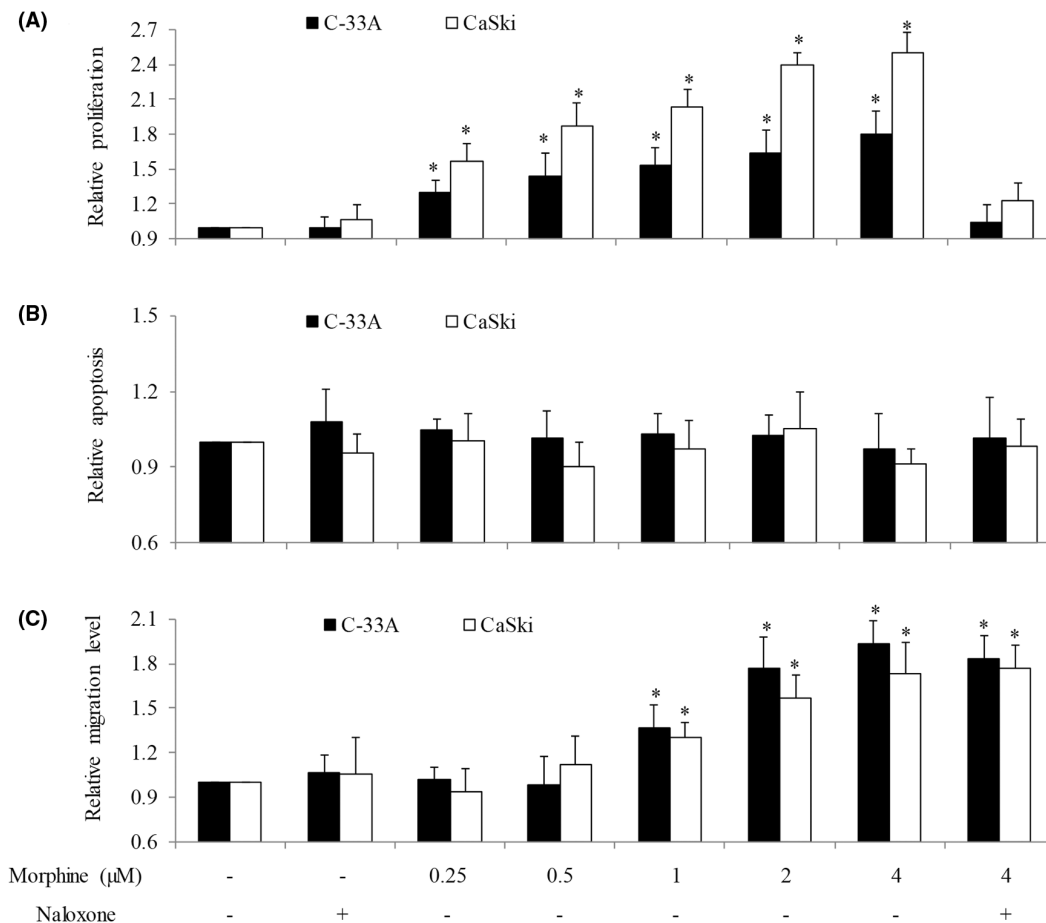 (A)
C-33A CaSki
Relative proliferation
2.7
2.4
2.1
1.8
1.5
1.2
0.9
* * * * * * * * * *
(B)
C-33A CaSki
Relative apoptosis
1.5
1.2
0.9
0.6
(C)
C-33A CaSki
Relative migration level
2.1
1.8
1.5
1.2
0.9
0.6
* * * * * * * *
Morphine (μM) - - 0.25 0.5 1 2 4 4
Naloxone - + - - - - - +